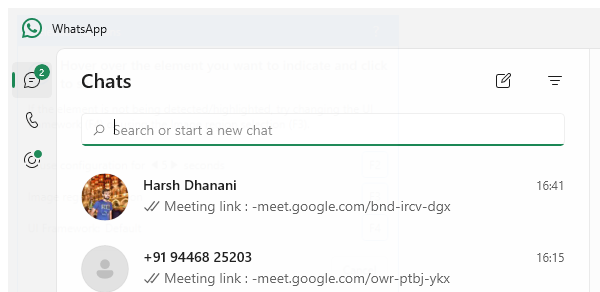 WhatsApp
2
Chats
Search or start a new chat
Harsh Dhanani 16:41
Meeting link : -meet.google.com/bnd-ircv-dgx
+91 94468 25203 16:15
Meeting link : -meet.google.com/owr-ptbj-ykx